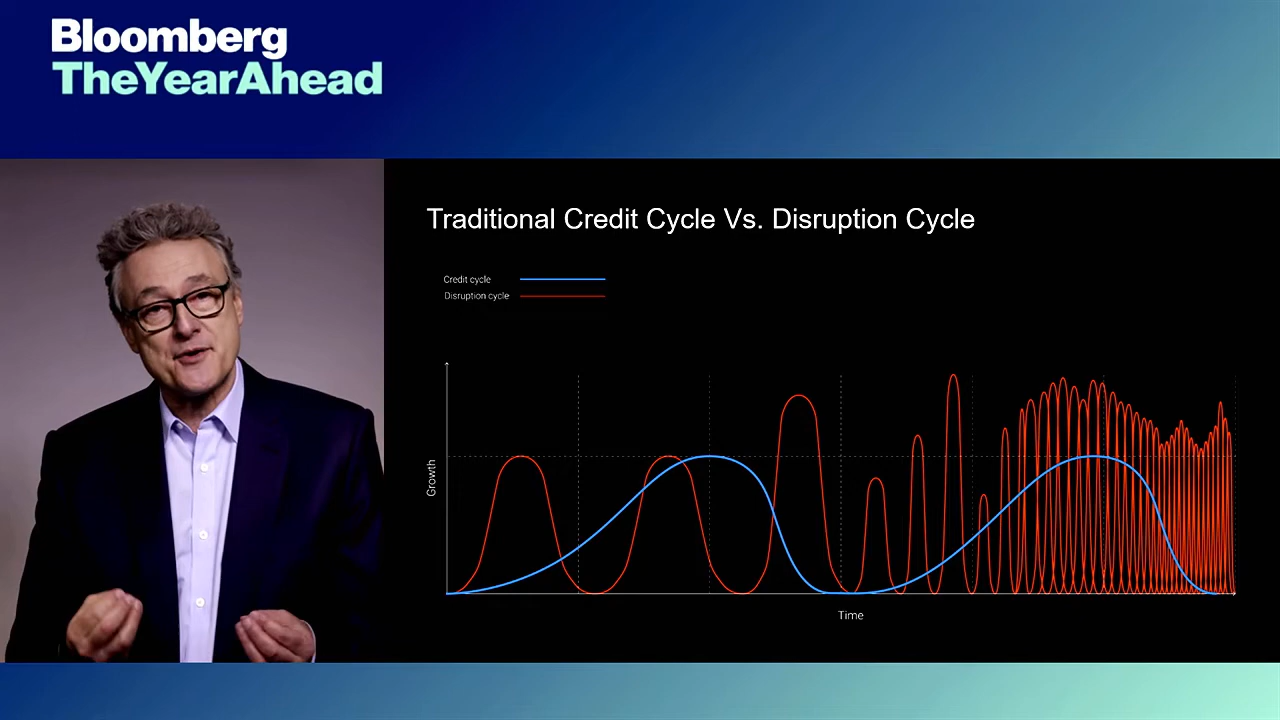 Bloomberg
TheYearAhead
Traditional Credit Cycle Vs. Disruption Cycle
Credit cycle
Disruption cycle
Growth
Time